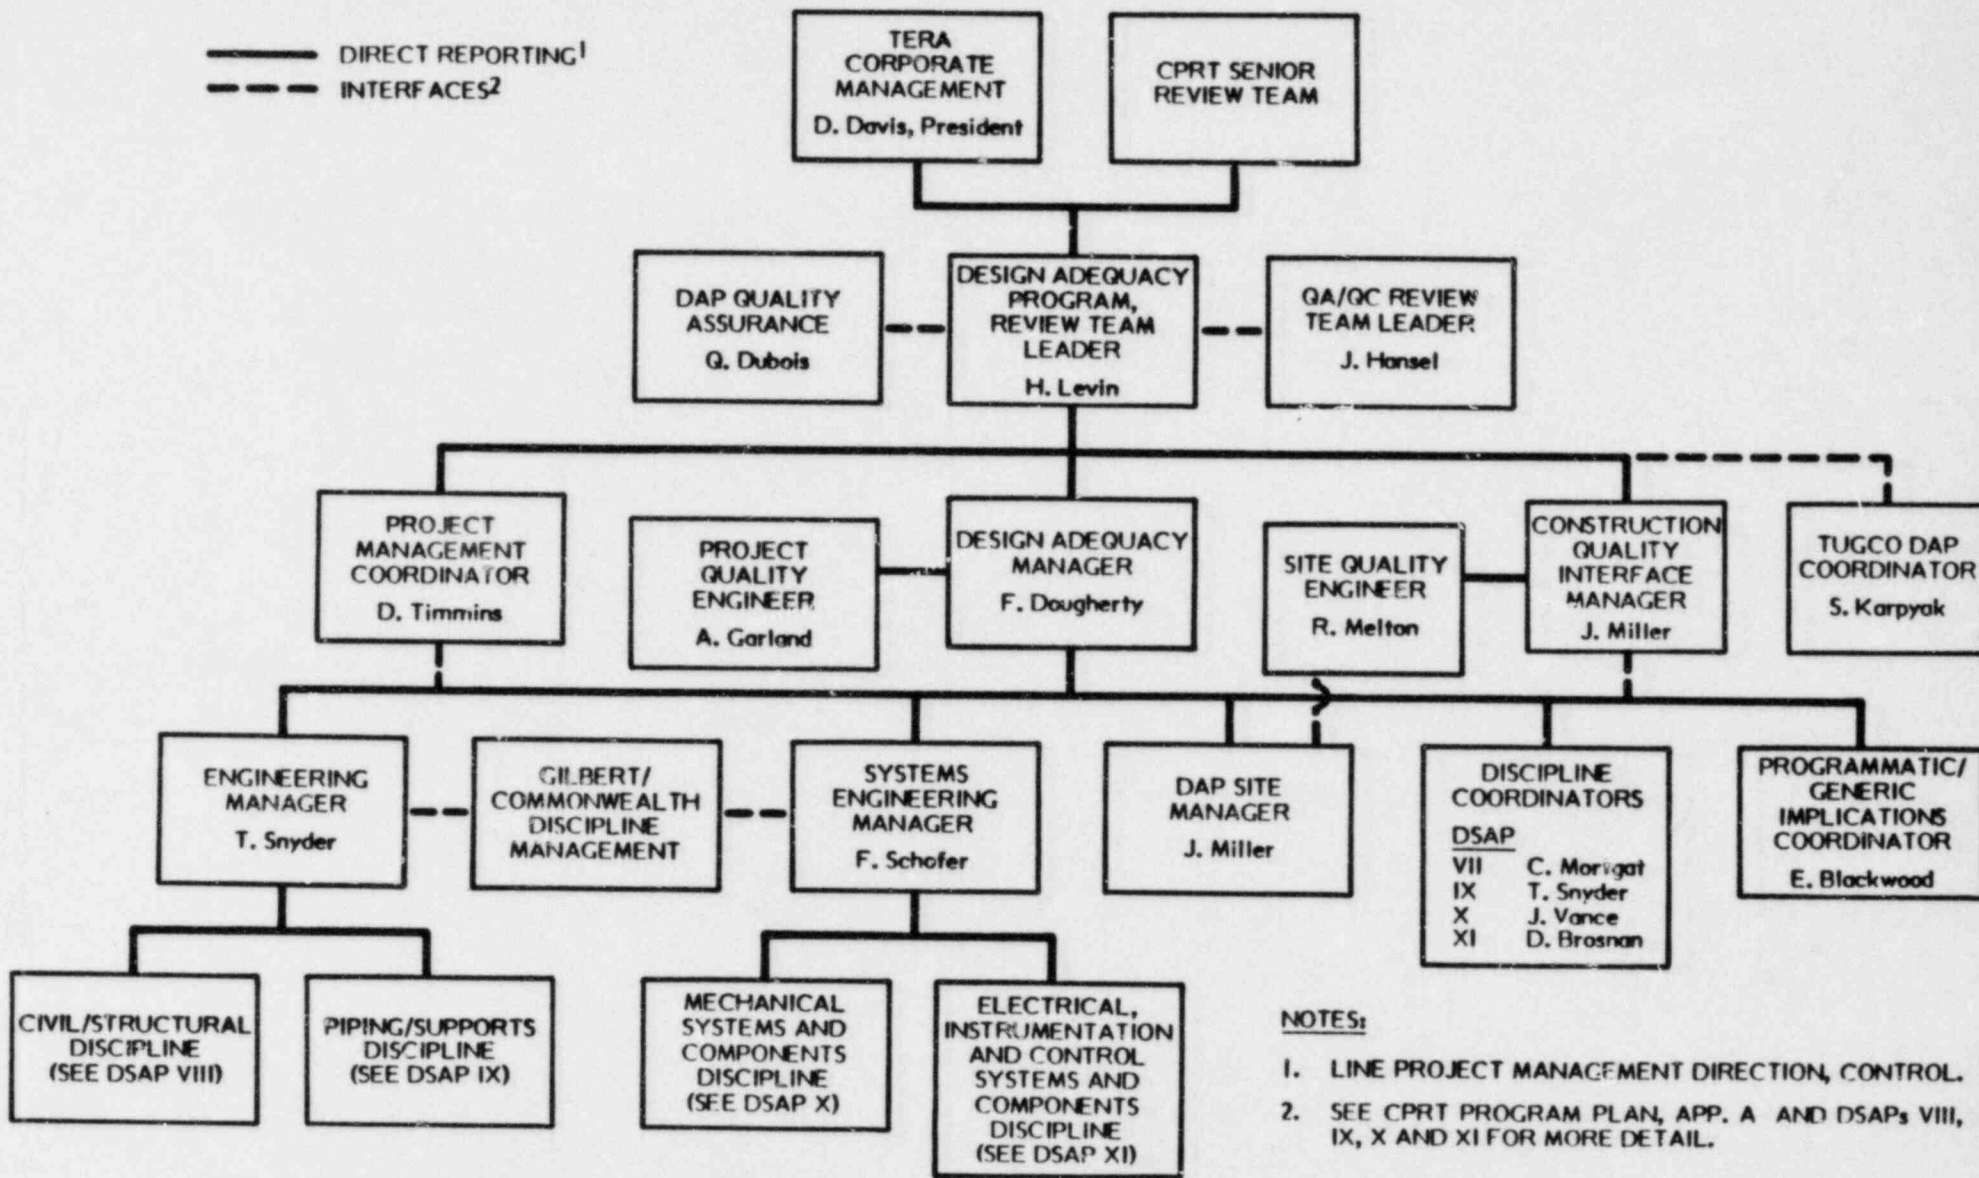 DIRECT REPORTING1
INTERFACES2
TERA
CORPORATE
MANAGEMENT
D. Davis, President
CPRT SENIOR
REVIEW TEAM
DAP QUALITY
ASSURANCE
Q. Dubois
DESIGN ADEQUACY
PROGRAM,
REVIEW TEAM
LEADER
H. Levin
QA/QC REVIEW
TEAM LEADER
J. Hansel
PROJECT
MANAGEMENT
COORDINATOR
D. Timmins
PROJECT
QUALITY
ENGINEER
A. Garland
DESIGN ADEQUACY
MANAGER
F. Dougherty
SITE QUALITY
ENGINEER
R. Melton
CONSTRUCTION
QUALITY
INTERFACE
MANAGER
J. Miller
TUGCO DAP
COORDINATOR
S. Karpyak
ENGINEERING
MANAGER
T. Snyder
GILBERT/
COMMONWEALTH
DISCIPLINE
MANAGEMENT
SYSTEMS
ENGINEERING
MANAGER
F. Schofer
DAP SITE
MANAGER
J. Miller
DISCIPLINE
COORDINATORS
DSAP
VII C. Mortgat
IX T. Snyder
X J. Vance
XI D. Brosnan
PROGRAMMATIC/
GENERIC
IMPLICATIONS
COORDINATOR
E. Blackwood
CIVIL/STRUCTURAL
DISCIPLINE
(SEE DSAP VIII)
PIPING/SUPPORTS
DISCIPLINE
(SEE DSAP IX)
MECHANICAL
SYSTEMS AND
COMPONENTS
DISCIPLINE
(SEE DSAP X)
ELECTRICAL,
INSTRUMENTATION
AND CONTROL
SYSTEMS AND
COMPONENTS
DISCIPLINE
(SEE DSAP XI)
NOTES:
1. LINE PROJECT MANAGEMENT DIRECTION, CONTROL.
2. SEE CPRT PROGRAM PLAN, APP. A AND DSAPs VIII,
IX, X AND XI FOR MORE DETAIL.